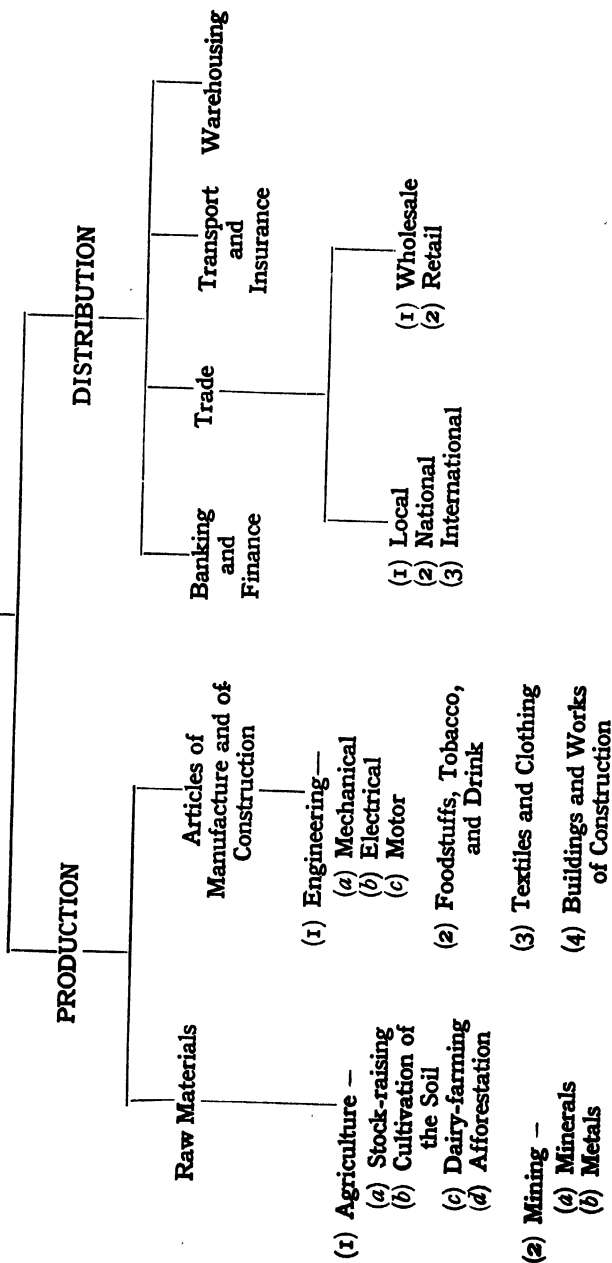 PRODUCTION
DISTRIBUTION
Raw Materials
Articles of
Manufacture and of
Construction
Banking
and
Finance
Trade
Transport
and
Insurance
Warehousing
(1) Agriculture —
(a) Stock-raising
(b) Cultivation of
the Soil
(c) Dairy-farming
(d) Afforestation
(2) Mining —
(a) Minerals
(b) Metals
(1) Engineering—
(a) Mechanical
(b) Electrical
(c) Motor
(2) Foodstuffs, Tobacco,
and Drink
(3) Textiles and Clothing
(4) Buildings and Works
of Construction
(1) Local
(2) National
(3) International
(1) Wholesale
(2) Retail